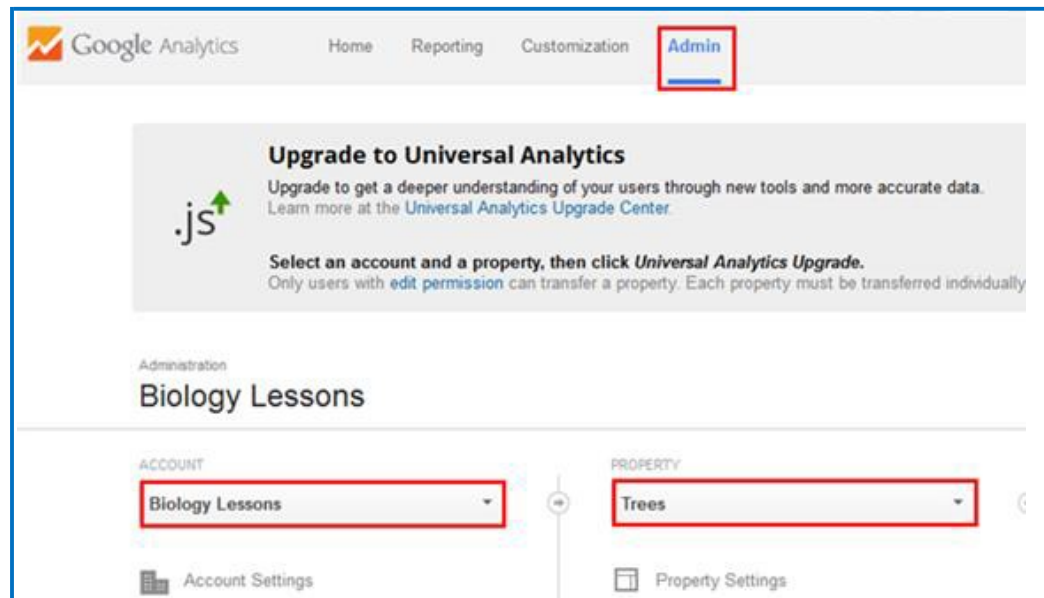 Google Analytics Home Reporting Customization Admin
Upgrade to Universal Analytics
Upgrade to get a deeper understanding of your users through new tools and more accurate data.
.js
Learn more at the Universal Analytics Upgrade Center.
Select an account and a property, then click Universal Analytics Upgrade.
Only users with edit permission can transfer a property. Each property must be transferred individually
Administration
Biology Lessons
ACCOUNT PROPERTY
Biology Lessons Trees
Account Settings Property Settings